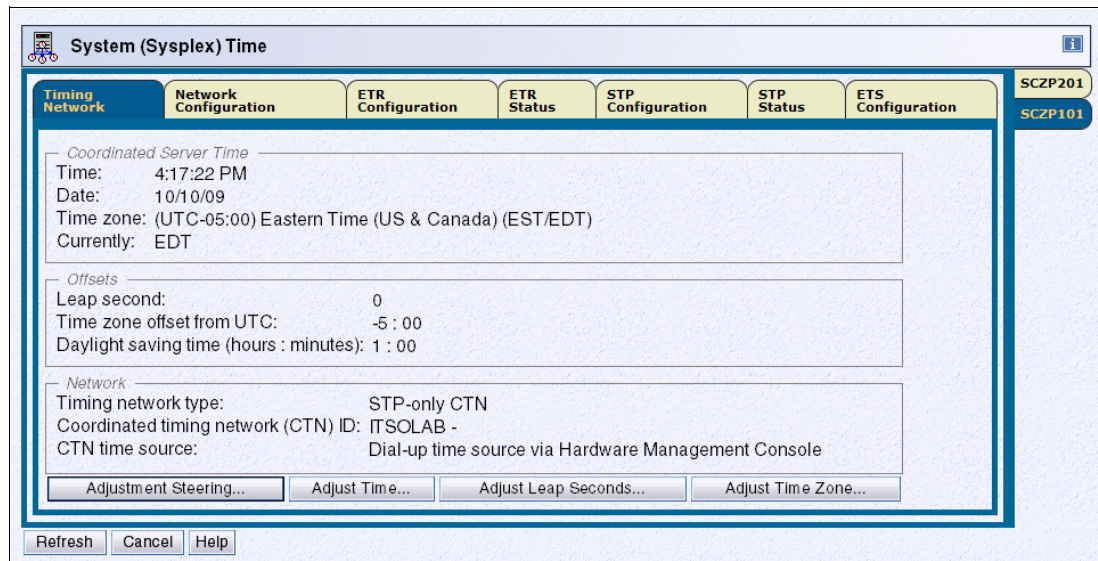 System (Sysplex) Time
i
SCZP201
SCZP101
Timing Network
Network Configuration
ETR Configuration
ETR Status
STP Configuration
STP Status
ETS Configuration
Coordinated Server Time
Time: 4:17:22 PM
Date: 10/10/09
Time zone: (UTC-05:00) Eastern Time (US & Canada) (EST/EDT)
Currently: EDT
Offsets
Leap second: 0
Time zone offset from UTC: -5 : 00
Daylight saving time (hours : minutes): 1 : 00
Network
Timing network type: STP-only CTN
Coordinated timing network (CTN) ID: ITSOLAB -
CTN time source: Dial-up time source via Hardware Management Console
Adjustment Steering... Adjust Time... Adjust Leap Seconds... Adjust Time Zone...
Refresh Cancel Help